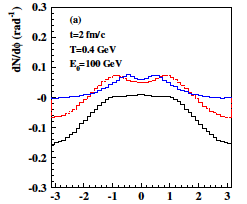 0.3
0.2
0.1
-0
-0.1
-0.2
-0.3
dN/dϕ (rad⁻¹)
(a)
t=2 fm/c
T=0.4 GeV
E₀=100 GeV
-3 -2 -1 0 1 2 3